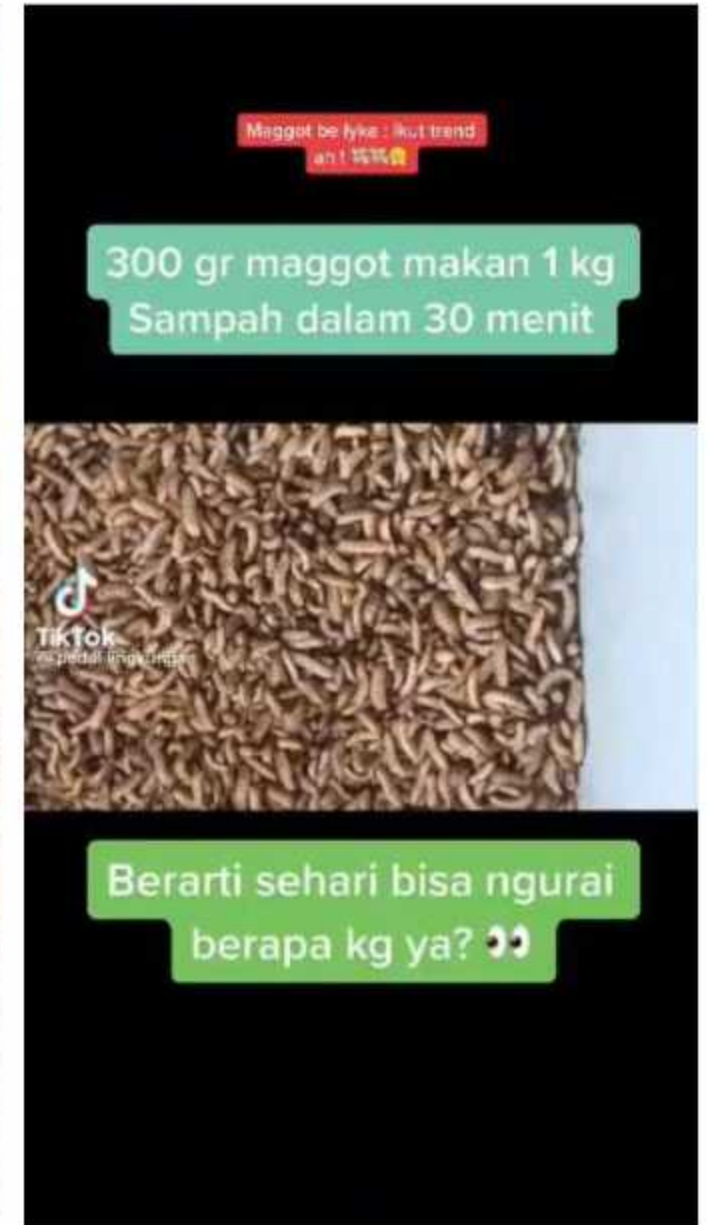 Maggot be lyke : ikut trend
ah !
300 gr maggot makan 1 kg
Sampah dalam 30 menit
TikTok
Berarti sehari bisa ngurai
berapa kg ya? 👀